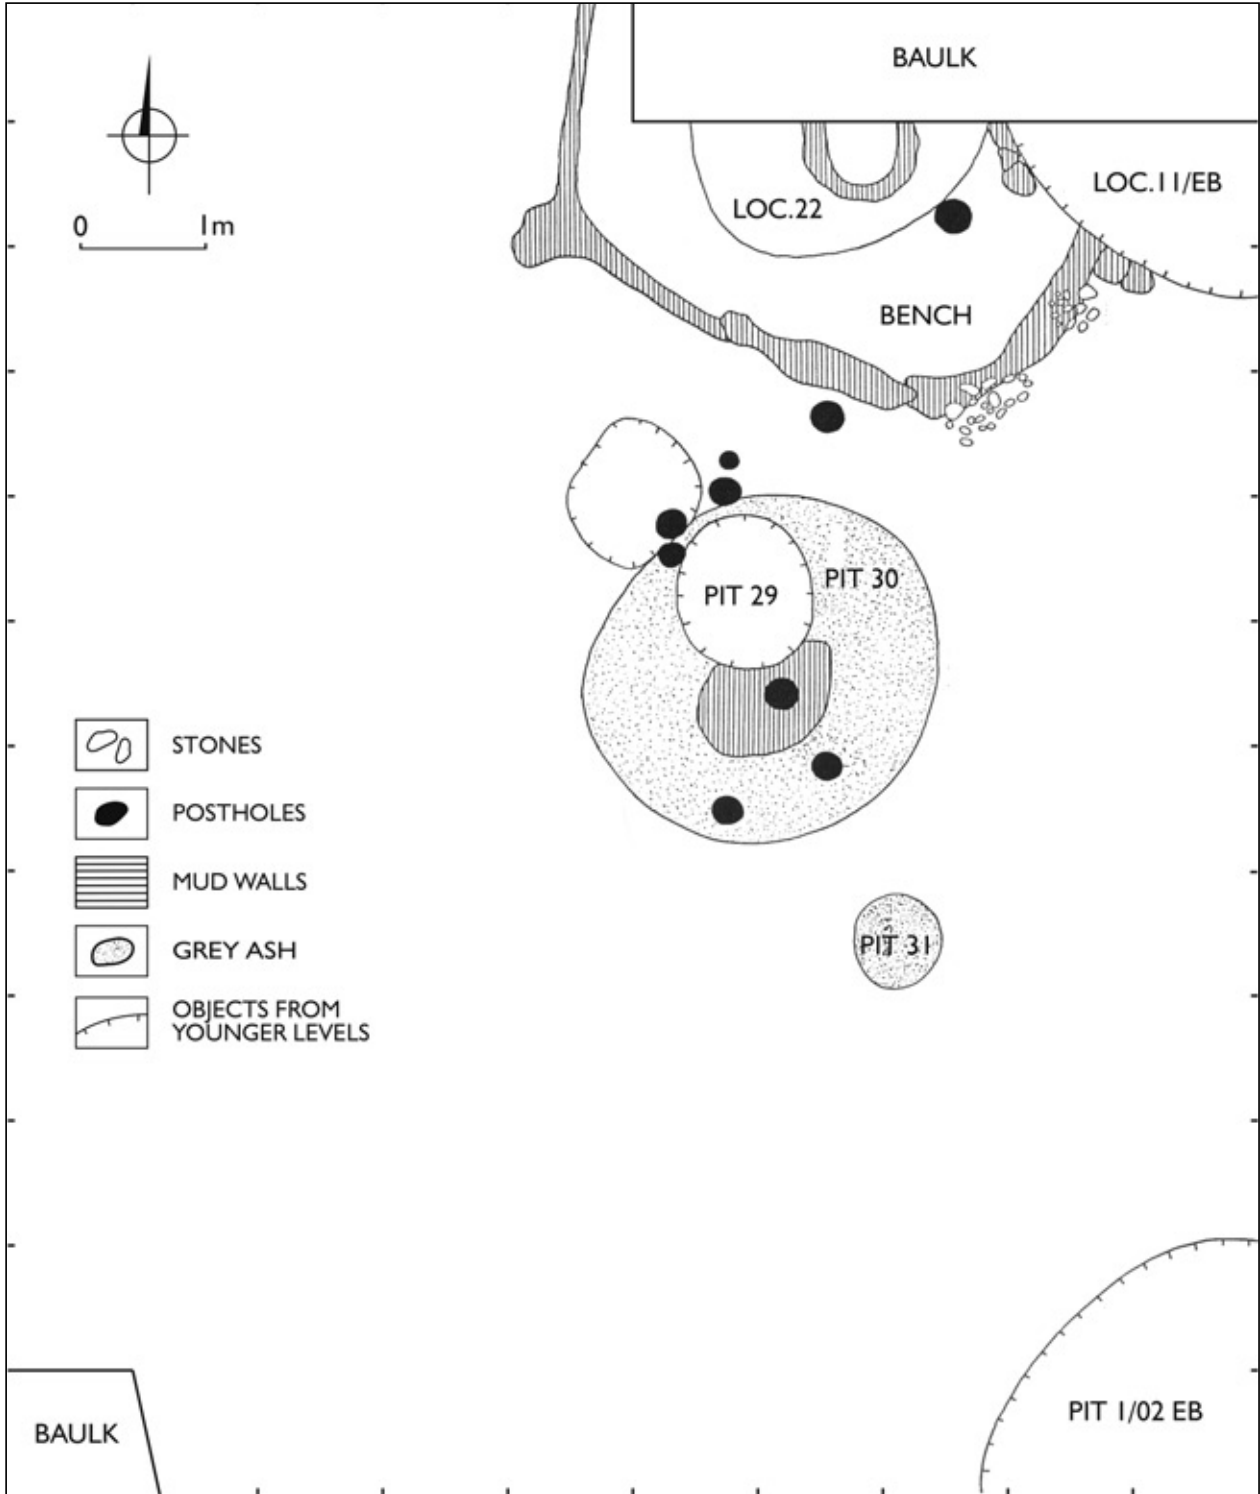 BAULK
LOC.11/EB
LOC.22
0 1m
BENCH
PIT 30
PIT 29
STONES
POSTHOLES
MUD WALLS
PIT 31
GREY ASH
OBJECTS FROM
YOUNGER LEVELS
PIT 1/02 EB
BAULK